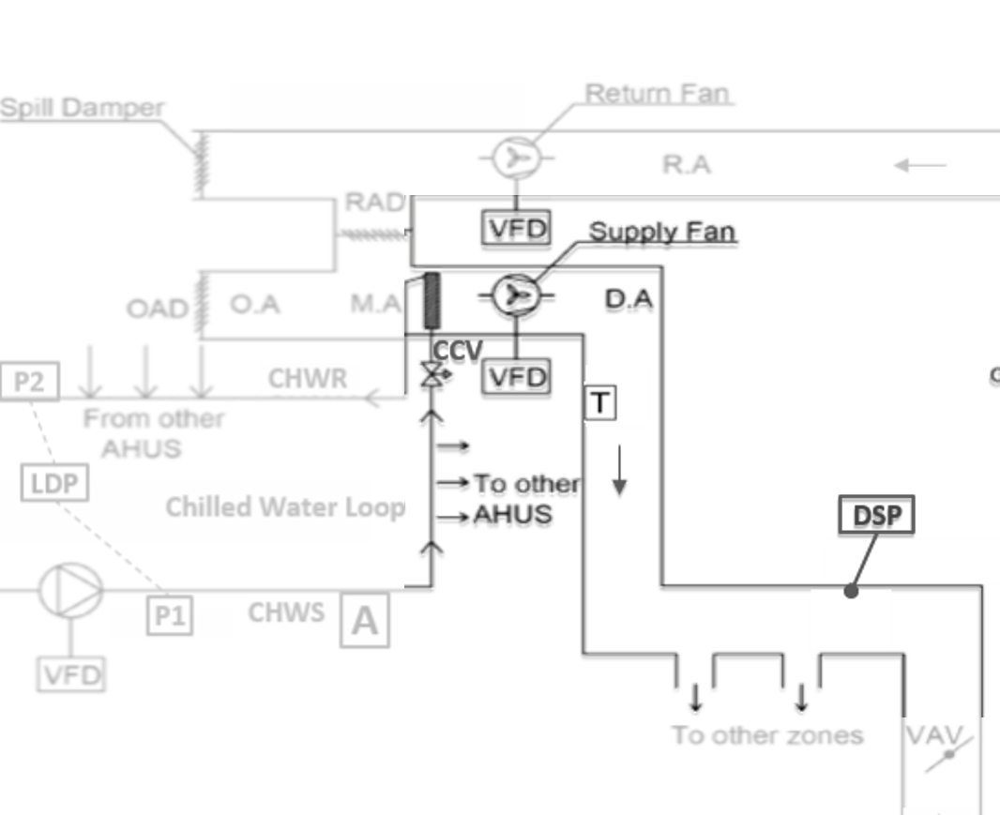 Return Fan
Spill Damper
R.A
RAD
VFD
Supply Fan
OAD
O.A
M.A
D.A
CCV
VFD
P2
CHWR
T
From other
AHUS
LDP
Chilled Water Loop
To other
AHUS
DSP
P1
CHWS
A
VFD
To other zones
VAV